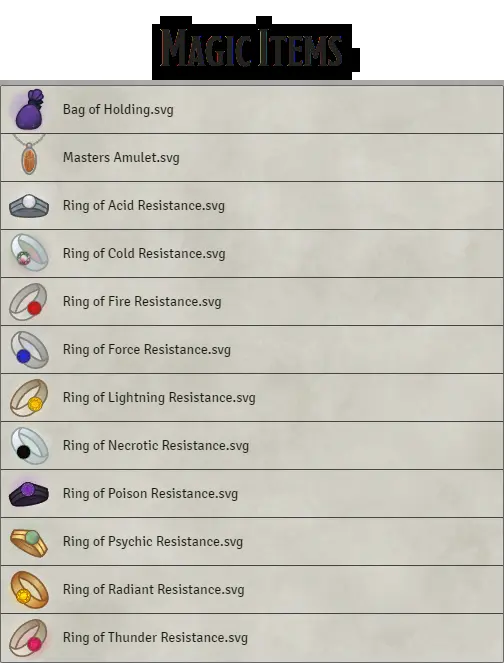 Magic Items
Bag of Holding.svg
Masters Amulet.svg
Ring of Acid Resistance.svg
Ring of Cold Resistance.svg
Ring of Fire Resistance.svg
Ring of Force Resistance.svg
Ring of Lightning Resistance.svg
Ring of Necrotic Resistance.svg
Ring of Poison Resistance.svg
Ring of Psychic Resistance.svg
Ring of Radiant Resistance.svg
Ring of Thunder Resistance.svg